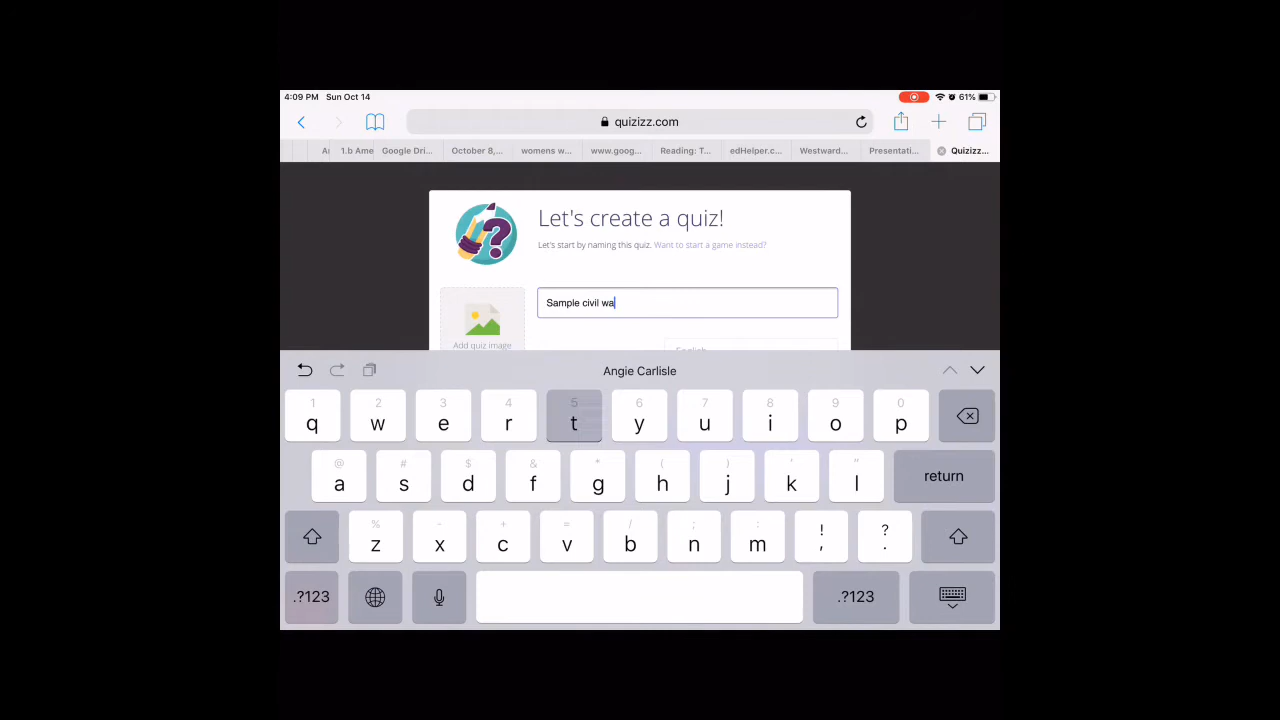 4:09 PM Sun Oct 14 61%
quizizz.com
1.b Ame Google Dri... October 8,... womens w... www.goog... Reading: T... edHelper.c... Westward... Presentati... Quizizz...
Let's create a quiz!
Let's start by naming this quiz. Want to start a game instead?
Sample civil wa
Add quiz image
English
Angie Carlisle
1 2 3 4 5 6 7 8 9 0
q w e r t y u i o p
@ # $ & * ( ) ' "
a s d f g h j k l return
% - + = / ; : ! ?
z x c v b n m , .
.?123 .?123